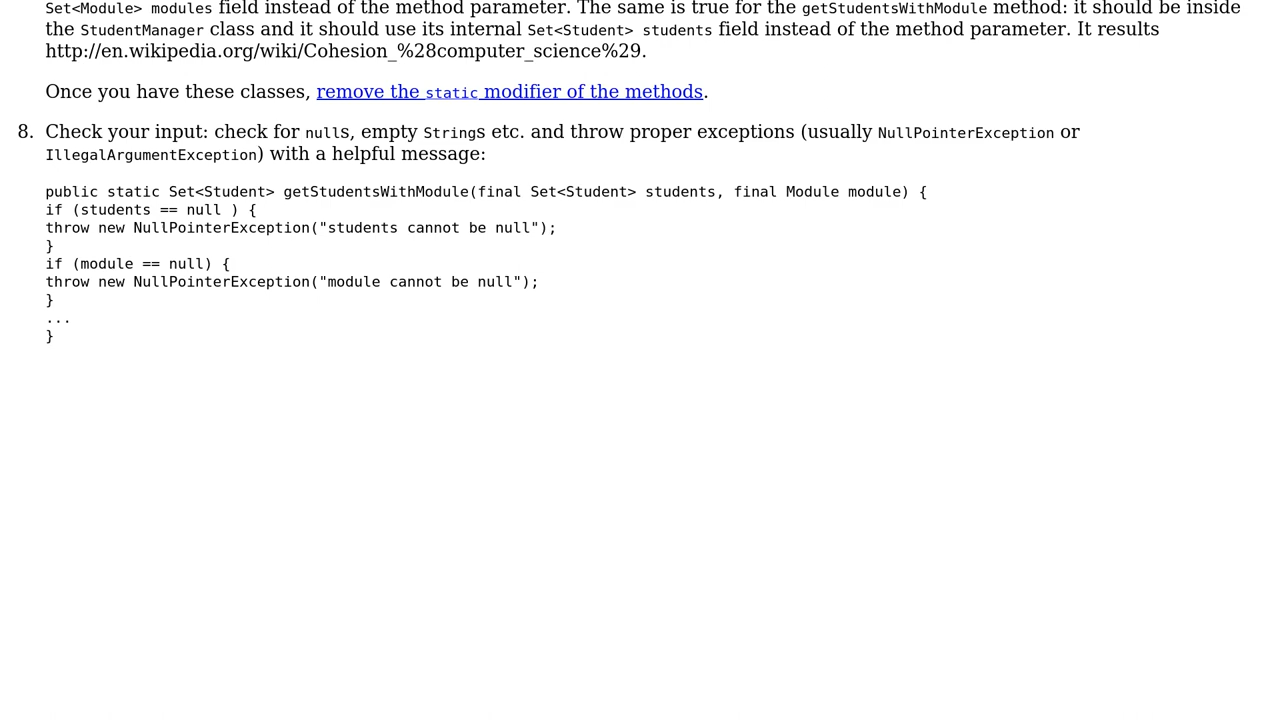 Set<Module> modules field instead of the method parameter. The same is true for the getStudentsWithModule method: it should be inside
the StudentManager class and it should use its internal Set<Student> students field instead of the method parameter. It results
http://en.wikipedia.org/wiki/Cohesion_%28computer_science%29.
Once you have these classes, remove the static modifier of the methods.
8. Check your input: check for nulls, empty Strings etc. and throw proper exceptions (usually NullPointerException or
IllegalArgumentException) with a helpful message:
public static Set<Student> getStudentsWithModule(final Set<Student> students, final Module module) {
if (students == null ) {
throw new NullPointerException("students cannot be null");
}
if (module == null) {
throw new NullPointerException("module cannot be null");
}
...
}